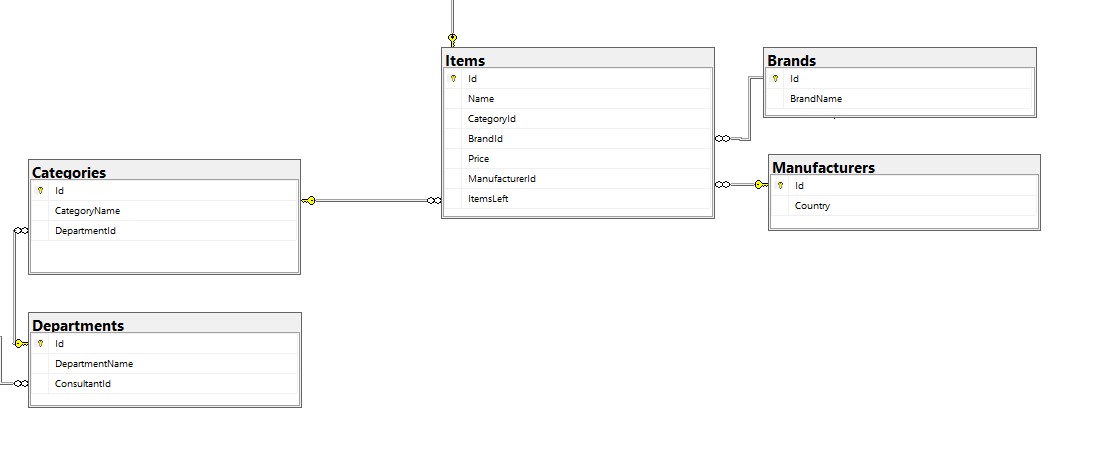 Items
Id
Name
CategoryId
BrandId
Price
ManufacturerId
ItemsLeft
Brands
Id
BrandName
Manufacturers
Id
Country
Categories
Id
CategoryName
DepartmentId
Departments
Id
DepartmentName
ConsultantId